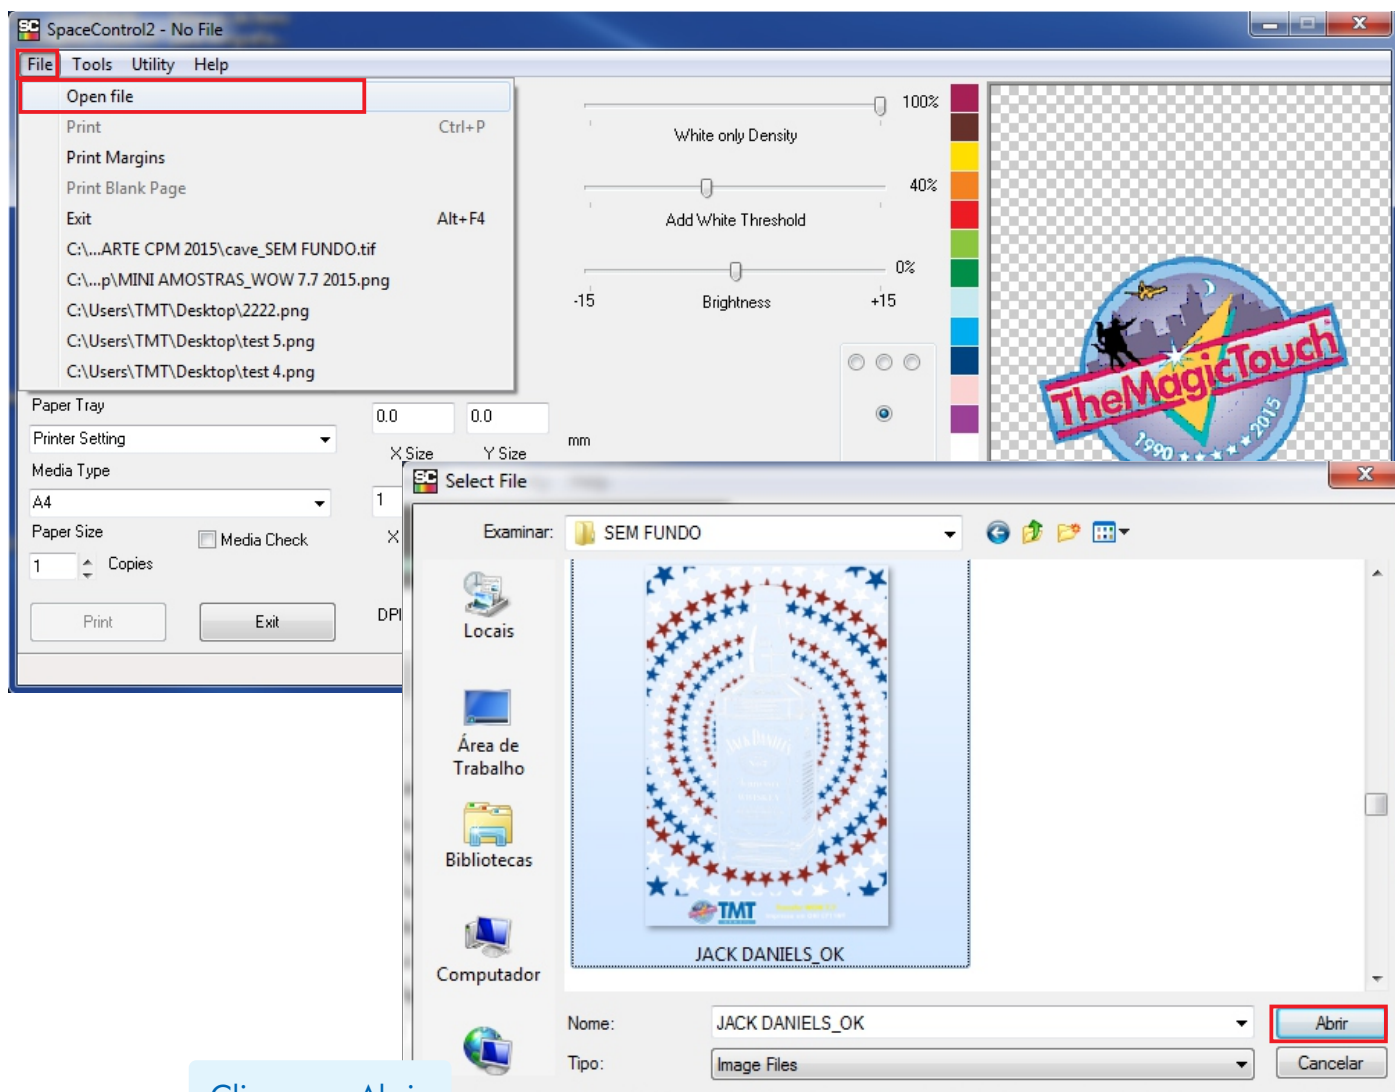 SpaceControl2 - No File
File Tools Utility Help
Open file
Print Ctrl+P
Print Margins
Print Blank Page
Exit Alt+F4
C:\...ARTE CPM 2015\cave_SEM FUNDO.tif
C:\...p\MINI AMOSTRAS_WOW 7.7 2015.png
C:\Users\TMT\Desktop\2222.png
C:\Users\TMT\Desktop\test 5.png
C:\Users\TMT\Desktop\test 4.png
100%
White only Density
40%
Add White Threshold
0%
-15 Brightness +15
TheMagicTouch
1990 2015
Paper Tray
0.0 0.0
Printer Setting
mm
X Size Y Size
Media Type
A4
1
Paper Size
Media Check
X
1 Copies
Print Exit
DPI
Select File
Examinar: SEM FUNDO
Locais
Área de
Trabalho
Bibliotecas
Computador
JACK DANIELS
TMT
JACK DANIELS_OK
Nome: JACK DANIELS_OK Abrir
Tipo: Image Files Cancelar